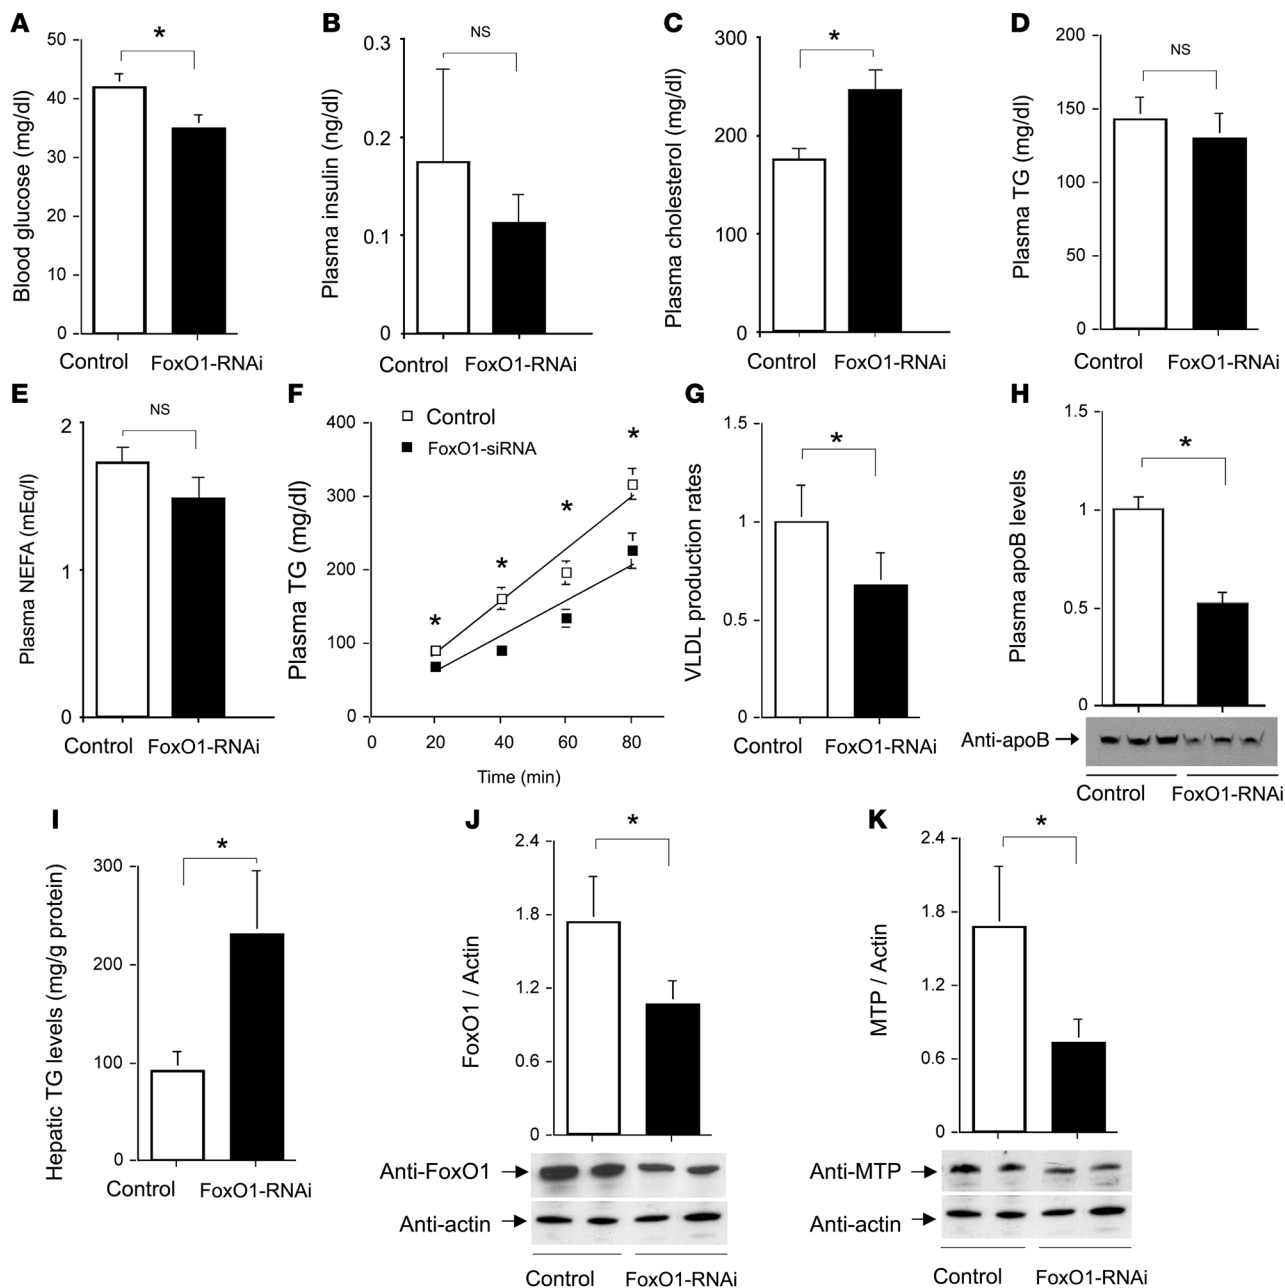 A
Blood glucose (mg/dl)
50
40
30
20
10
0
*
Control
FoxO1-RNAi
B
Plasma insulin (ng/dl)
0.3
0.2
0.1
0
NS
Control
FoxO1-RNAi
C
Plasma cholesterol (mg/dl)
300
200
100
0
*
Control
FoxO1-RNAi
D
Plasma TG (mg/dl)
200
150
100
50
0
NS
Control
FoxO1-RNAi
E
Plasma NEFA (mEq/l)
2
1
0
NS
Control
FoxO1-RNAi
F
Plasma TG (mg/dl)
400
300
200
100
0
Control
FoxO1-siRNA
*
*
*
*
0
20
40
60
80
Time (min)
G
VLDL production rates
1.5
1
0.5
0
*
Control
FoxO1-RNAi
H
Plasma apoB levels
1.5
1
0.5
0
*
Anti-apoB
Control
FoxO1-RNAi
I
Hepatic TG levels (mg/g protein)
300
200
100
0
*
Control
FoxO1-RNAi
J
FoxO1 / Actin
2.4
1.8
1.2
0.6
0
*
Anti-FoxO1
Anti-actin
Control
FoxO1-RNAi
K
MTP / Actin
2.4
1.8
1.2
0.6
0
*
Anti-MTP
Anti-actin
Control
FoxO1-RNAi